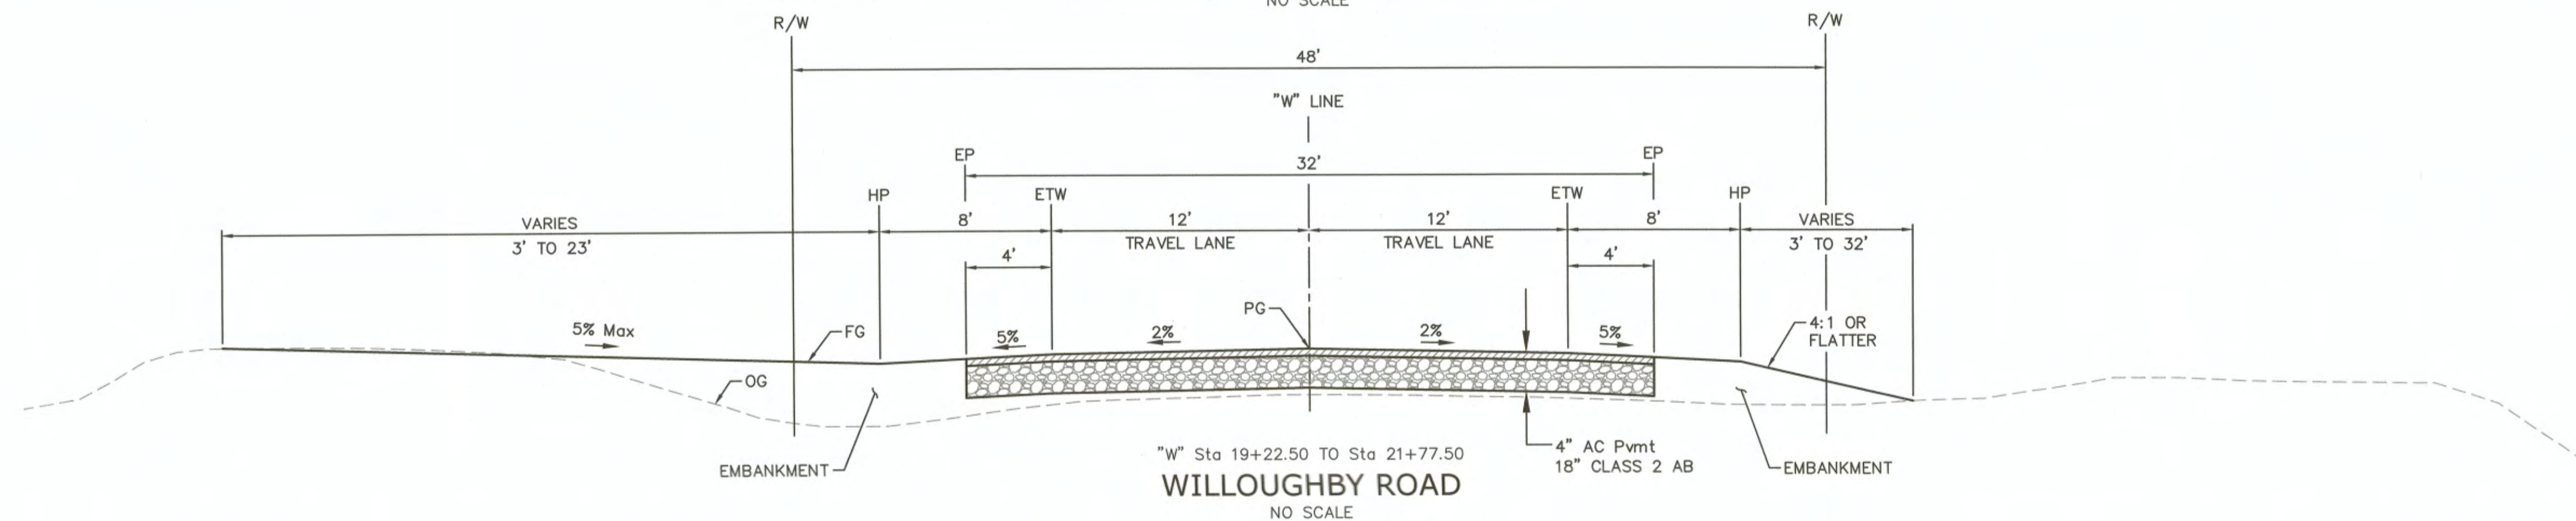 NO SCALE
R/W
R/W
48'
"W" LINE
EP
32'
EP
HP
ETW
ETW
HP
VARIES
3' TO 23'
8'
12'
TRAVEL LANE
12'
TRAVEL LANE
8'
VARIES
3' TO 32'
4'
4'
PG
5% Max
FG
5%
2%
2%
5%
4:1 OR
FLATTER
OG
EMBANKMENT
4" AC Pvmt
18" CLASS 2 AB
EMBANKMENT
"W" Sta 19+22.50 TO Sta 21+77.50
WILLOUGHBY ROAD
NO SCALE